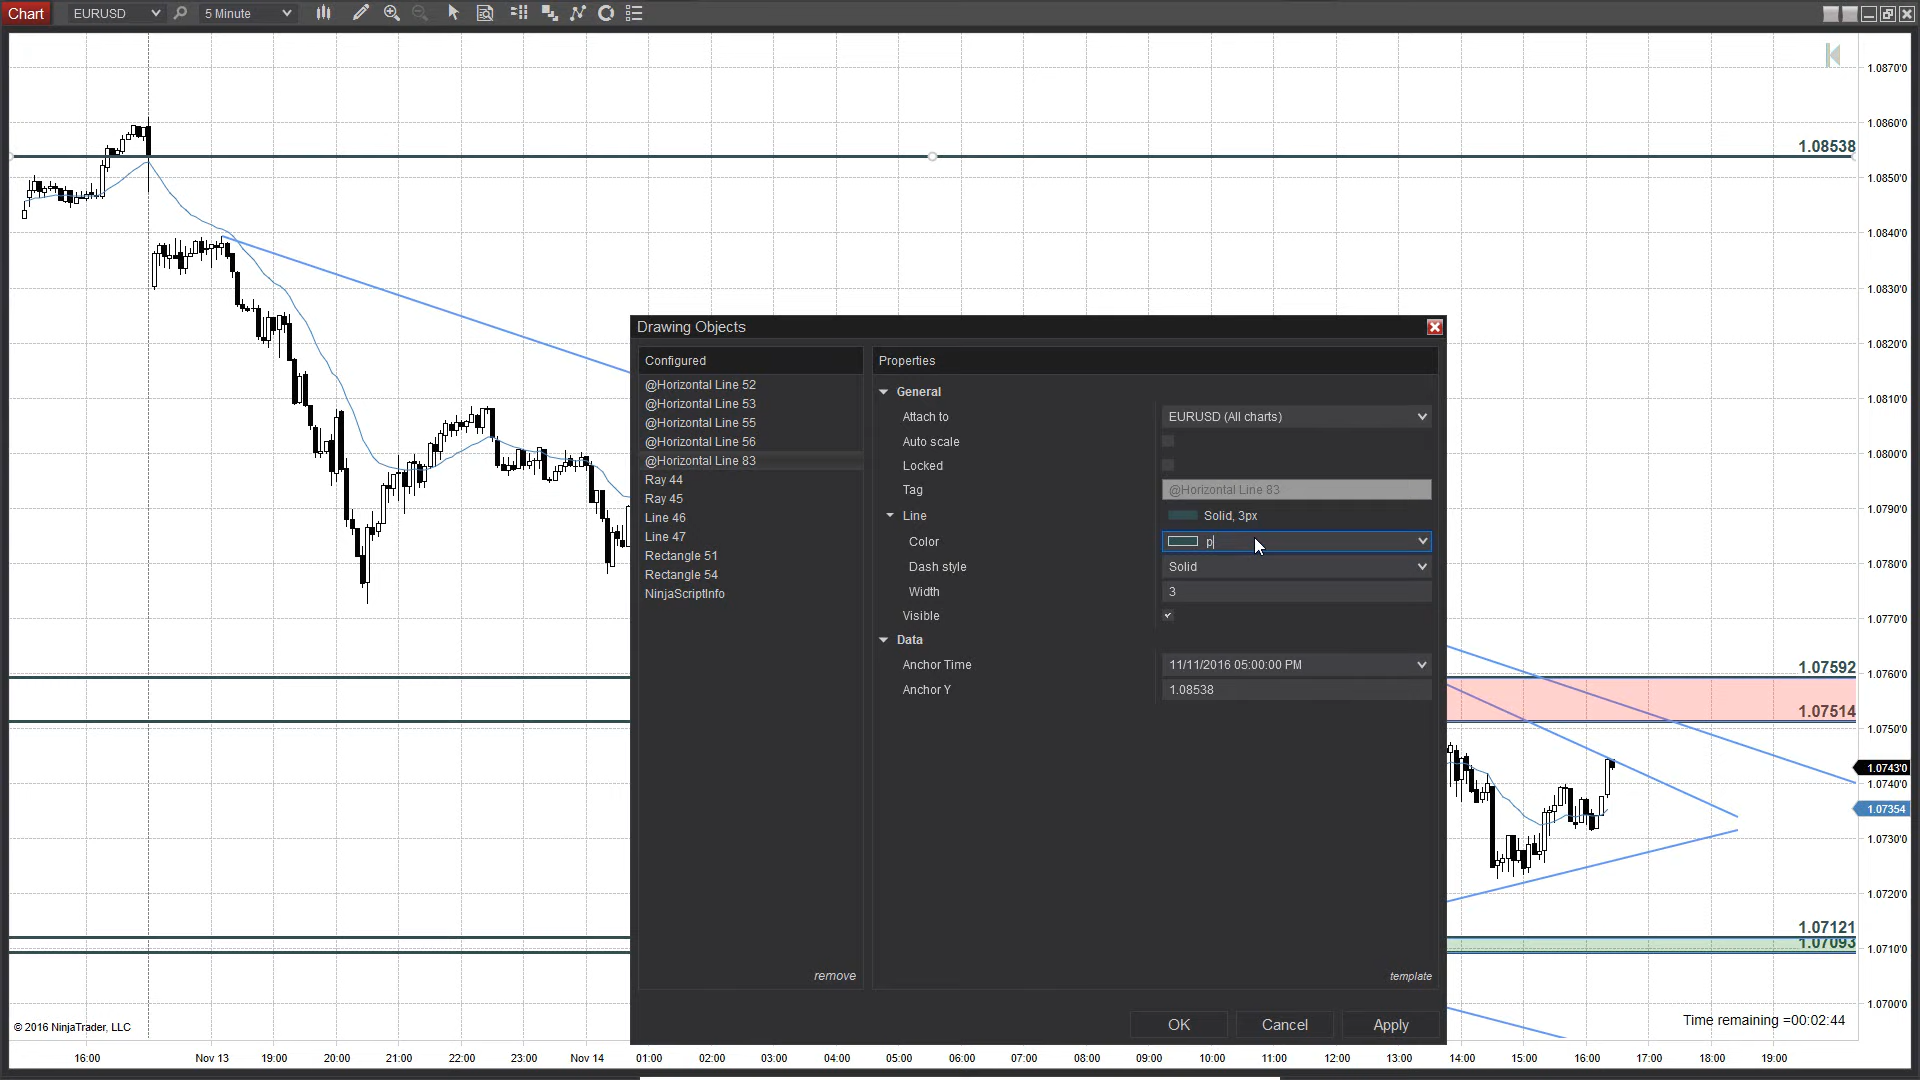 Chart EURUSD 5 Minute
1.0870'0
1.0860'0
1.08538
1.0850'0
1.0840'0
1.0830'0
1.0820'0
1.0810'0
1.0800'0
1.0790'0
1.0780'0
1.0770'0
1.07592
1.0760'0
1.07514
1.0750'0
1.0743'0
1.0740'0
1.07354
1.0730'0
1.0720'0
1.07121
1.07093
1.0710'0
1.0700'0
Drawing Objects
Configured
@Horizontal Line 52
@Horizontal Line 53
@Horizontal Line 55
@Horizontal Line 56
@Horizontal Line 83
Ray 44
Ray 45
Line 46
Line 47
Rectangle 51
Rectangle 54
NinjaScriptInfo
remove
Properties
General
Attach to EURUSD (All charts)
Auto scale
Locked
Tag @Horizontal Line 83
Line Solid, 3px
Color p
Dash style Solid
Width 3
Visible
Data
Anchor Time 11/11/2016 05:00:00 PM
Anchor Y 1.08538
template
OK Cancel Apply
Time remaining =00:02:44
© 2016 NinjaTrader, LLC
16:00 Nov 13 19:00 20:00 21:00 22:00 23:00 Nov 14 01:00 02:00 03:00 04:00 05:00 06:00 07:00 08:00 09:00 10:00 11:00 12:00 13:00 14:00 15:00 16:00 17:00 18:00 19:00